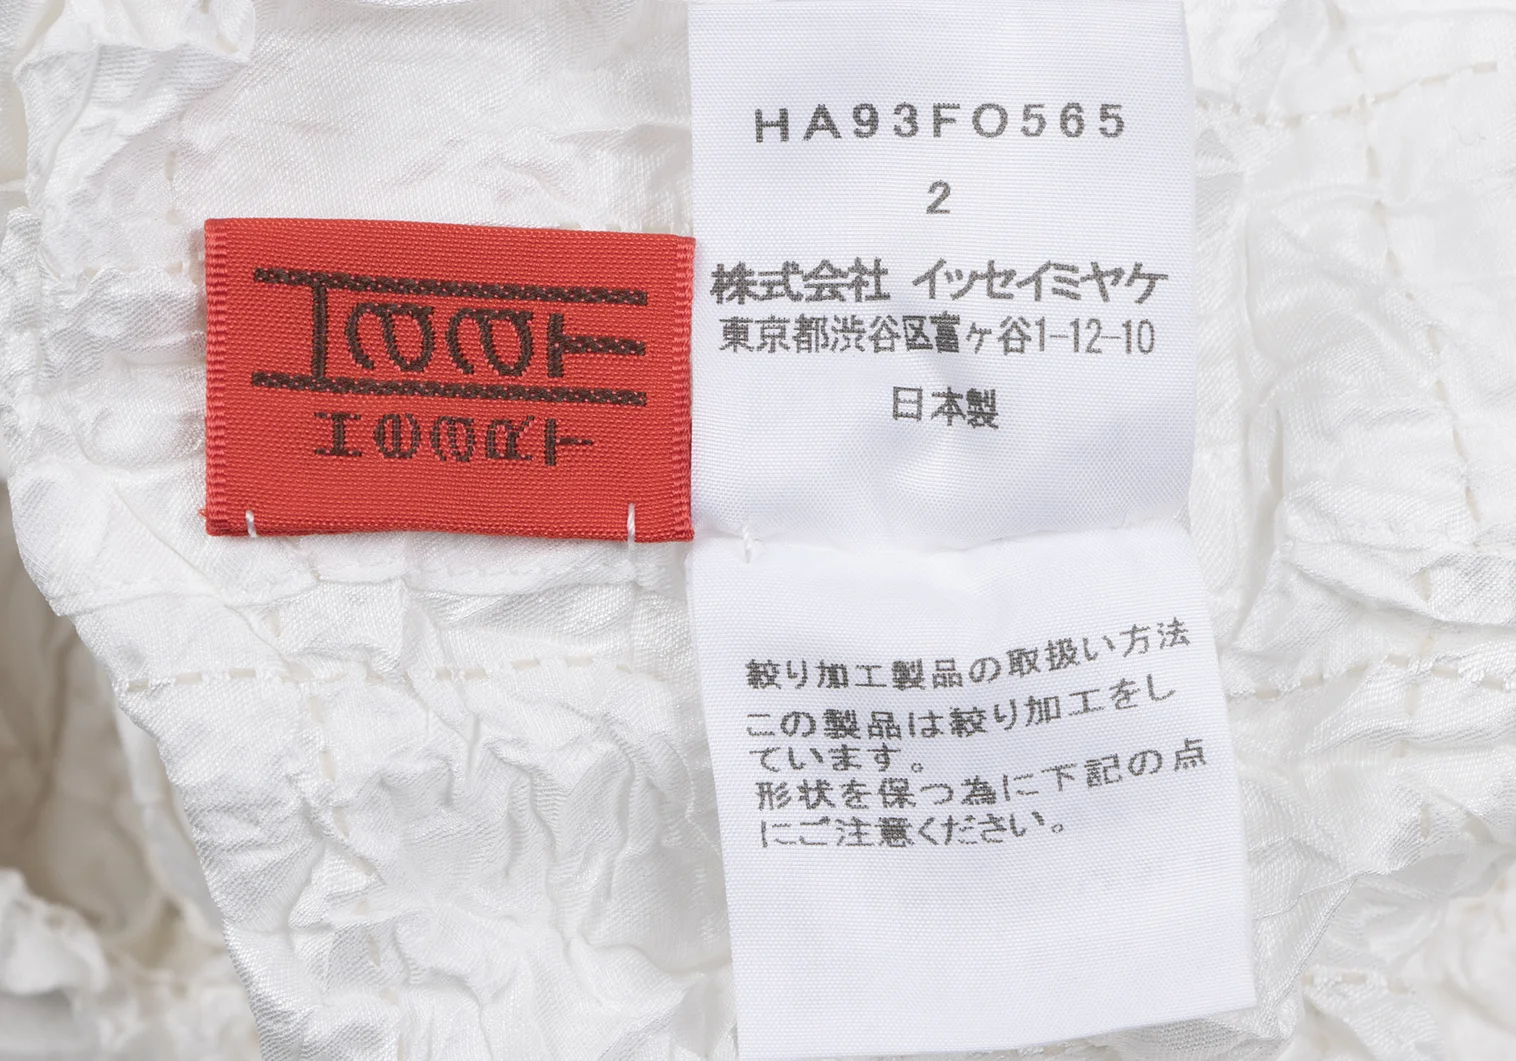 HaaT
HeaRT
HA93FO565
2
株式会社 イッセイミヤケ
東京都渋谷区富ヶ谷1-12-10
日本製
絞り加工製品の取扱い方法
この製品は絞り加工をし
ています。
形状を保つ為に下記の点
にご注意ください。